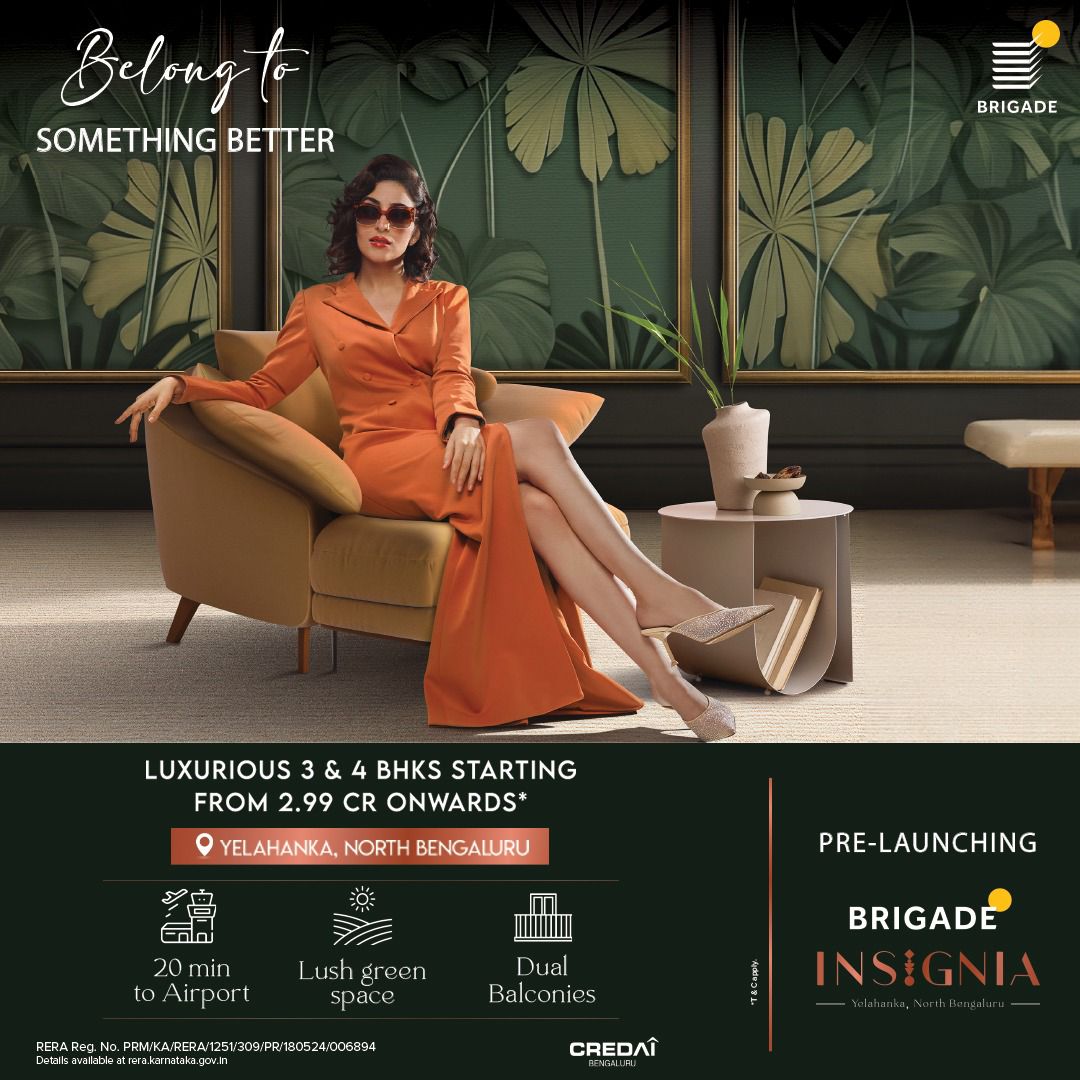 Belong to
SOMETHING BETTER
BRIGADE
LUXURIOUS 3 & 4 BHKS STARTING
FROM 2.99 CR ONWARDS*
YELAHANKA, NORTH BENGALURU
20 min
to Airport
Lush green
space
Dual
Balconies
*T & C apply.
PRE-LAUNCHING
BRIGADE
INSIGNIA
Yelahanka, North Bengaluru
RERA Reg. No. PRM/KA/RERA/1251/309/PR/180524/006894
Details available at rera.karnataka.gov.in
CREDAI
BENGALURU